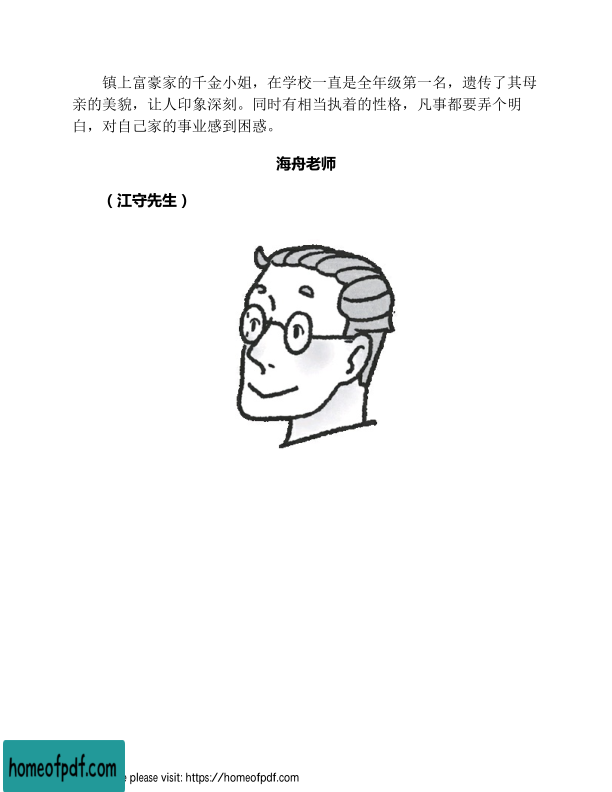 镇上富豪家的千金小姐，在学校一直是全年级第一名，遗传了其母
亲的美貌，让人印象深刻。同时有相当执着的性格，凡事都要弄个明
白，对自己家的事业感到困惑。
海舟老师
（江守先生）
homeofpdf.com
e please visit: https://homeofpdf.com